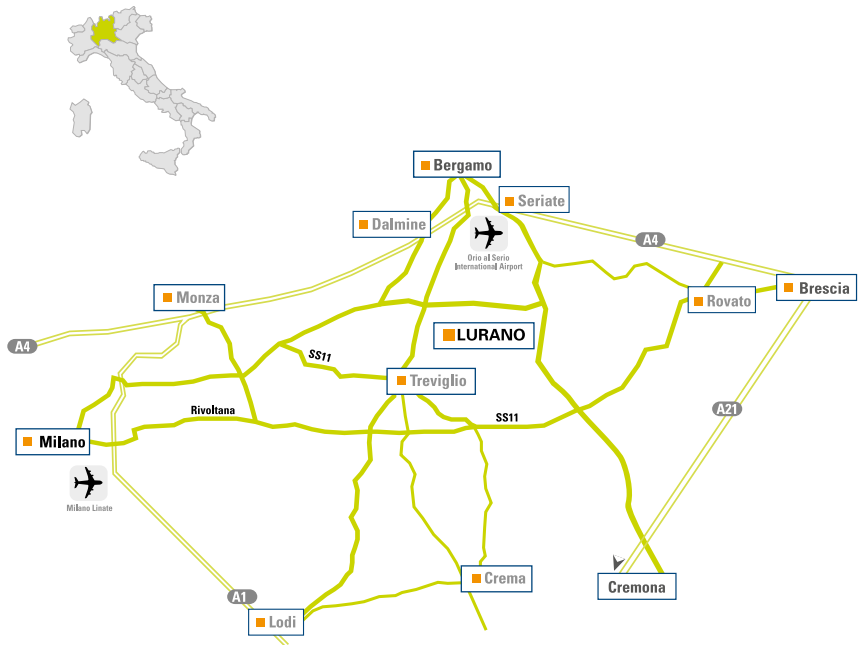 Bergamo
Seriate
Dalmine
A4
Orio al Serio
International Airport
Brescia
Monza
Rovato
LURANO
A4
SS11
Treviglio
Rivoltana
SS11
A21
Milano
Milano Linate
Crema
Cremona
A1
Lodi